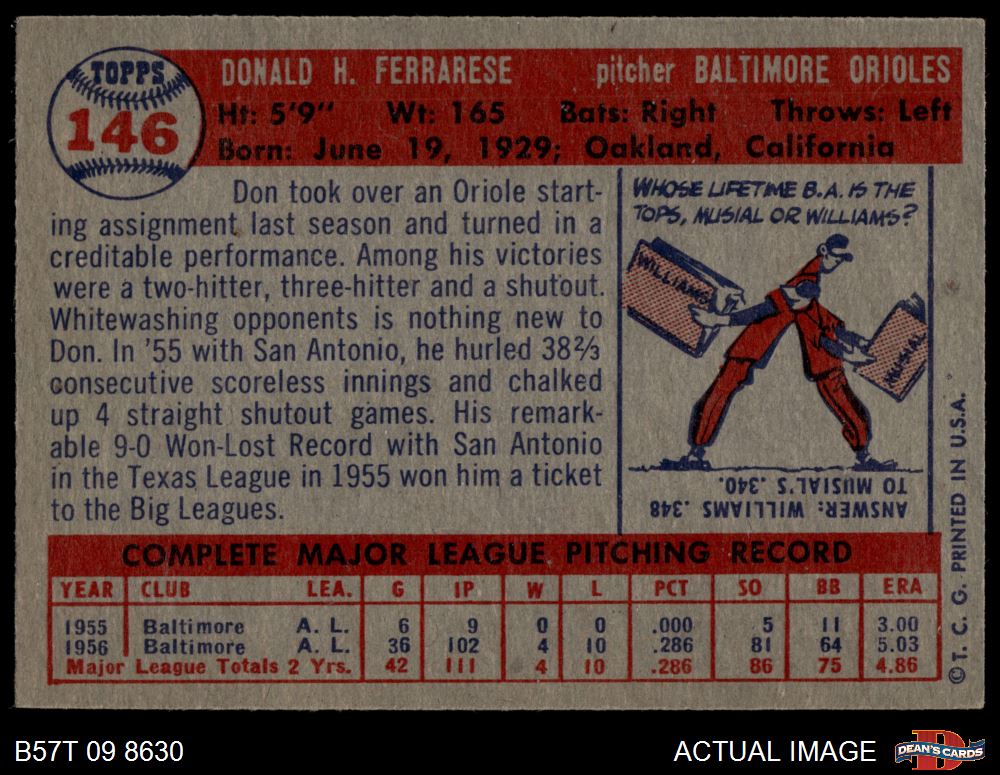 TOPPS
146
DONALD H. FERRARESE pitcher BALTIMORE ORIOLES
Ht: 5'9" Wt: 165 Bats: Right Throws: Left
Born: June 19, 1929; Oakland, California
Don took over an Oriole start-
ing assignment last season and turned in a
creditable performance. Among his victories
were a two-hitter, three-hitter and a shutout.
Whitewashing opponents is nothing new to
Don. In '55 with San Antonio, he hurled 38⅔
consecutive scoreless innings and chalked
up 4 straight shutout games. His remark-
able 9-0 Won-Lost Record with San Antonio
in the Texas League in 1955 won him a ticket
to the Big Leagues.
WHOSE LIFETIME B.A. IS THE
TOPS, MUSIAL OR WILLIAMS?
WILLIAMS
MUSIAL
ANSWER: WILLIAMS .348
TO MUSIAL'S .340.
COMPLETE MAJOR LEAGUE PITCHING RECORD
YEAR CLUB LEA. G IP W L PCT SO BB ERA
1955 Baltimore A. L. 6 9 0 0 .000 5 11 3.00
1956 Baltimore A. L. 36 102 4 10 .286 81 64 5.03
Major League Totals 2 Yrs. 42 111 4 10 .286 86 75 4.86
©T. C. G. PRINTED IN U.S.A.
B57T 09 8630
ACTUAL IMAGE
DEAN'S CARDS